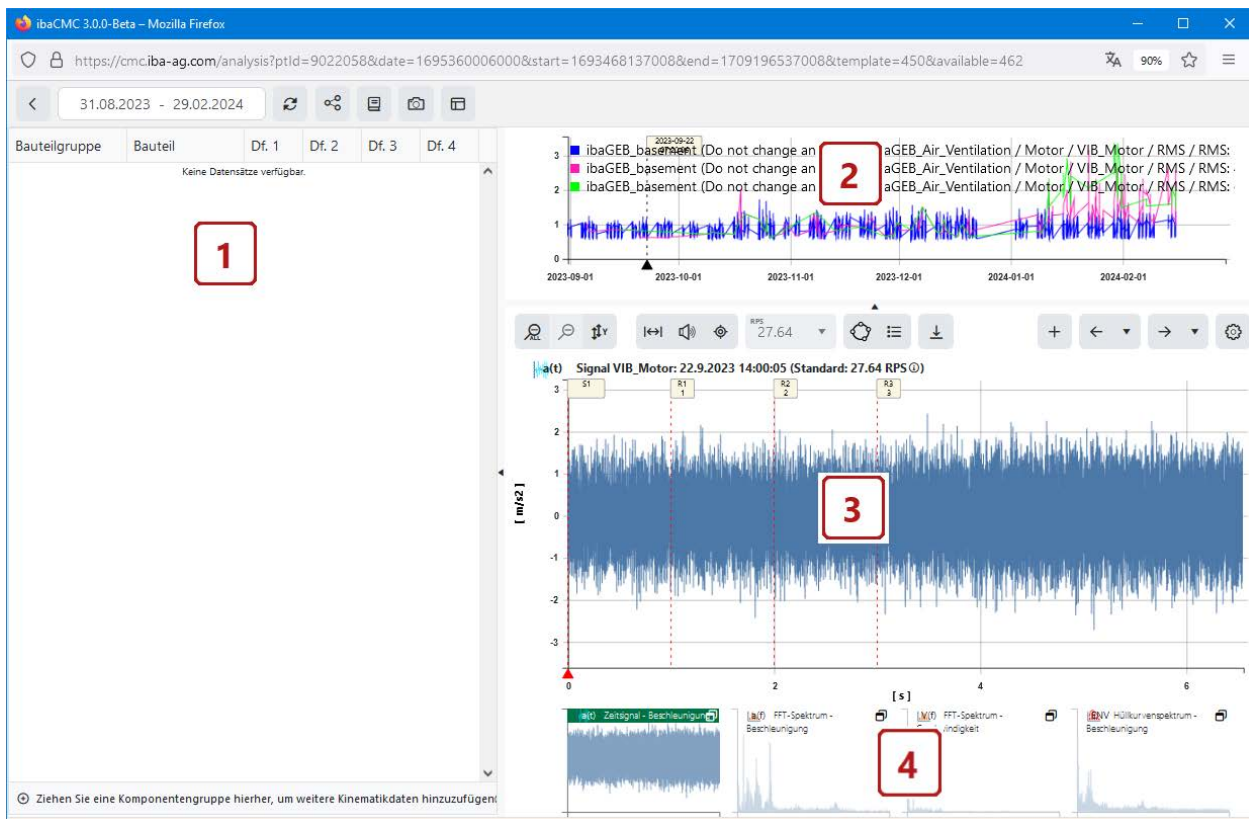 ibaCMC 3.0.0-Beta – Mozilla Firefox
https://cmc.iba-ag.com/analysis?ptId=9022058&date=1695360006000&start=1693468137008&end=1709196537008&template=450&available=462
90%
31.08.2023 - 29.02.2024
Bauteilgruppe Bauteil Df. 1 Df. 2 Df. 3 Df. 4
Keine Datensätze verfügbar.
1
Ziehen Sie eine Komponentengruppe hierher, um weitere Kinematikdaten hinzuzufügen
2023-09-22
ibaGEB_basement (Do not change an aGEB_Air_Ventilation / Motor / VIB_Motor / RMS / RMS:
ibaGEB_basement (Do not change an aGEB_Air_Ventilation / Motor / VIB_Motor / RMS / RMS:
ibaGEB_basement (Do not change an aGEB_Air_Ventilation / Motor / VIB_Motor / RMS / RMS:
2
3
2
1
0
2023-09-01 2023-10-01 2023-11-01 2023-12-01 2024-01-01 2024-02-01
ALL
Y
RPS
27.64
a(t) Signal VIB_Motor: 22.9.2023 14:00:05 (Standard: 27.64 RPS)
S1 R1 R2 R3
1 2 3
3
2
1
0
-1
-2
-3
[ m/s2 ]
3
0 2 4 6
[ s ]
a(t) Zeitsignal - Beschleunigung
a(f) FFT-Spektrum -
Beschleunigung
V(f) FFT-Spektrum -
indigkeit
ENV Hüllkurvenspektrum -
Beschleunigung
4